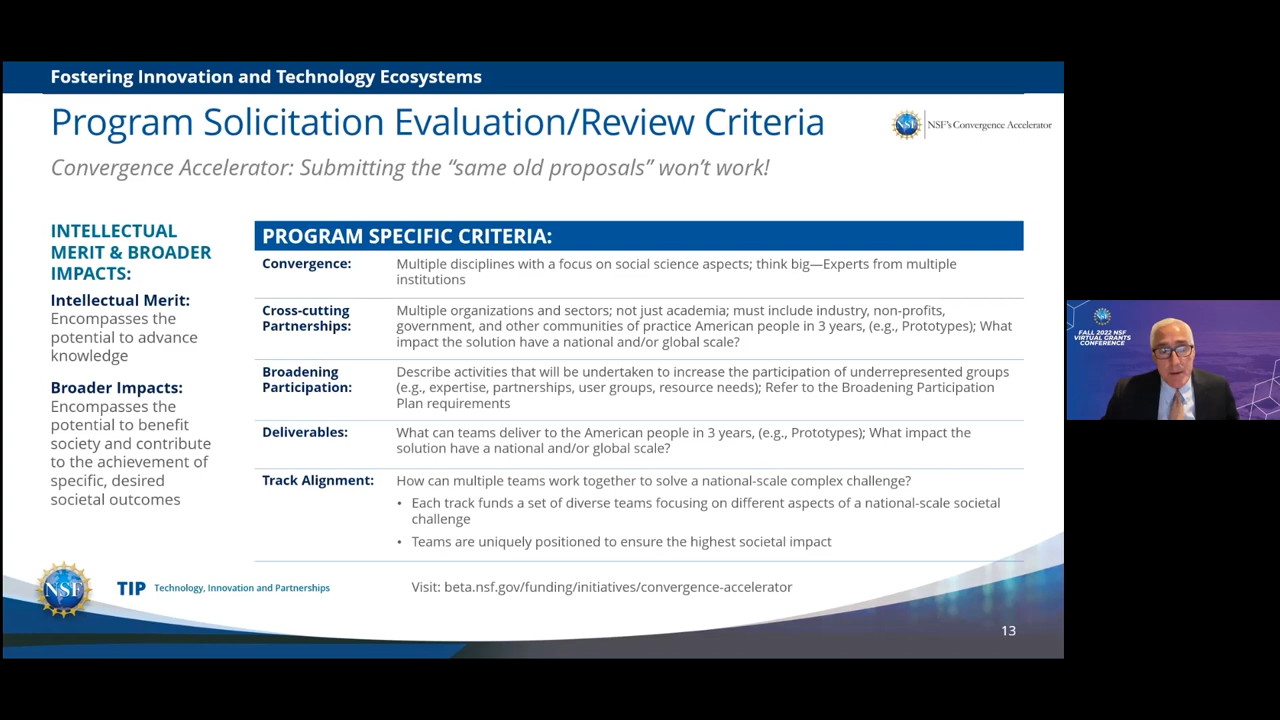 Fostering Innovation and Technology Ecosystems
Program Solicitation Evaluation/Review Criteria
NSF
NSF's Convergence Accelerator
Convergence Accelerator: Submitting the “same old proposals” won’t work!
INTELLECTUAL
MERIT & BROADER
IMPACTS:
Intellectual Merit:
Encompasses the
potential to advance
knowledge
Broader Impacts:
Encompasses the
potential to benefit
society and contribute
to the achievement of
specific, desired
societal outcomes
PROGRAM SPECIFIC CRITERIA:
Convergence:
Multiple disciplines with a focus on social science aspects; think big—Experts from multiple
institutions
Cross-cutting
Partnerships:
Multiple organizations and sectors; not just academia; must include industry, non-profits,
government, and other communities of practice American people in 3 years, (e.g., Prototypes); What
impact the solution have a national and/or global scale?
Broadening
Participation:
Describe activities that will be undertaken to increase the participation of underrepresented groups
(e.g., expertise, partnerships, user groups, resource needs); Refer to the Broadening Participation
Plan requirements
Deliverables:
What can teams deliver to the American people in 3 years, (e.g., Prototypes); What impact the
solution have a national and/or global scale?
Track Alignment:
How can multiple teams work together to solve a national-scale complex challenge?
• Each track funds a set of diverse teams focusing on different aspects of a national-scale societal
challenge
• Teams are uniquely positioned to ensure the highest societal impact
NSF
TIP Technology, Innovation and Partnerships
Visit: beta.nsf.gov/funding/initiatives/convergence-accelerator
13
FALL 2022 NSF
VIRTUAL GRANTS
CONFERENCE